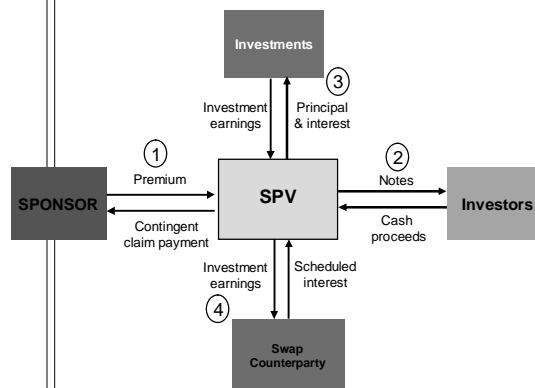 Investments
3
Investment
earnings
Principal
& interest
1
Premium
2
Notes
SPONSOR
SPV
Investors
Contingent
claim payment
Cash
proceeds
Investment
earnings
Scheduled
interest
4
Swap
Counterparty